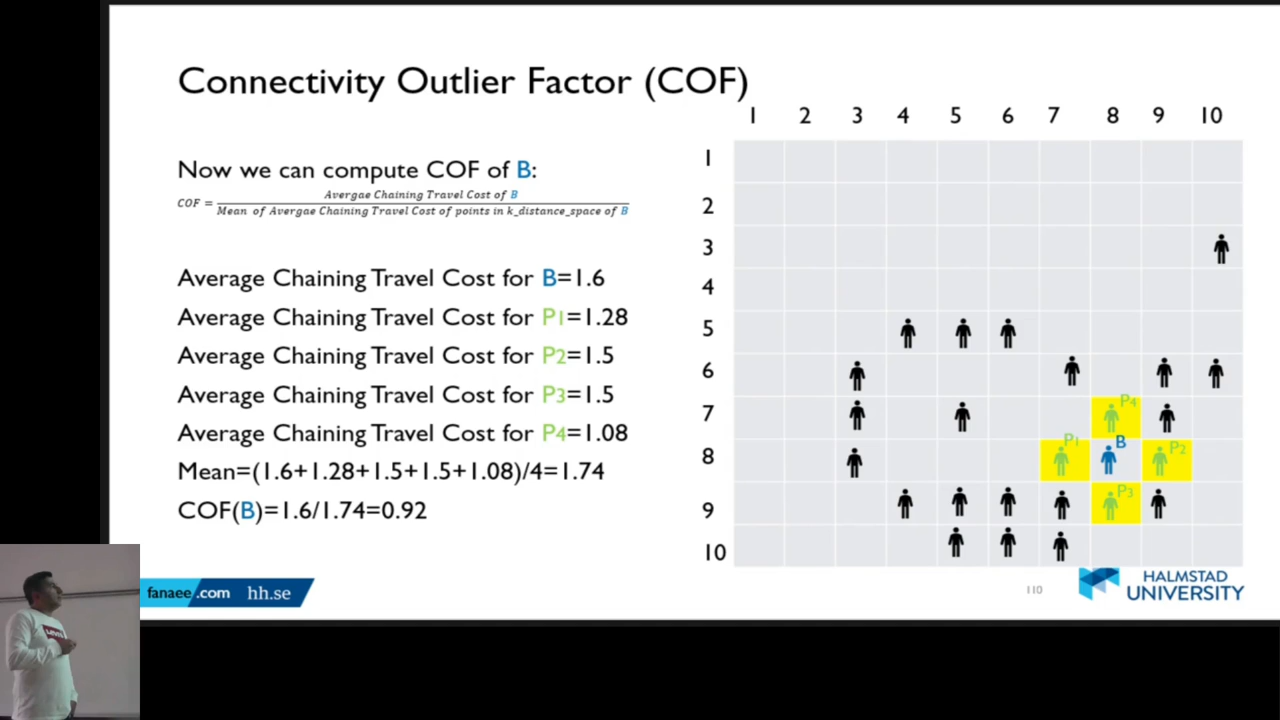 Connectivity Outlier Factor (COF)
Now we can compute COF of B:
COF = Avergae Chaining Travel Cost of B
Mean of Avergae Chaining Travel Cost of points in k_distance_space of B
Average Chaining Travel Cost for B=1.6
Average Chaining Travel Cost for P1=1.28
Average Chaining Travel Cost for P2=1.5
Average Chaining Travel Cost for P3=1.5
Average Chaining Travel Cost for P4=1.08
Mean=(1.6+1.28+1.5+1.5+1.08)/4=1.74
COF(B)=1.6/1.74=0.92
1 2 3 4 5 6 7 8 9 10
1
2
3
4
5
6
7
8
9
10
P4
P1
B
P2
P3
fanaee.com hh.se
110
HALMSTAD
UNIVERSITY